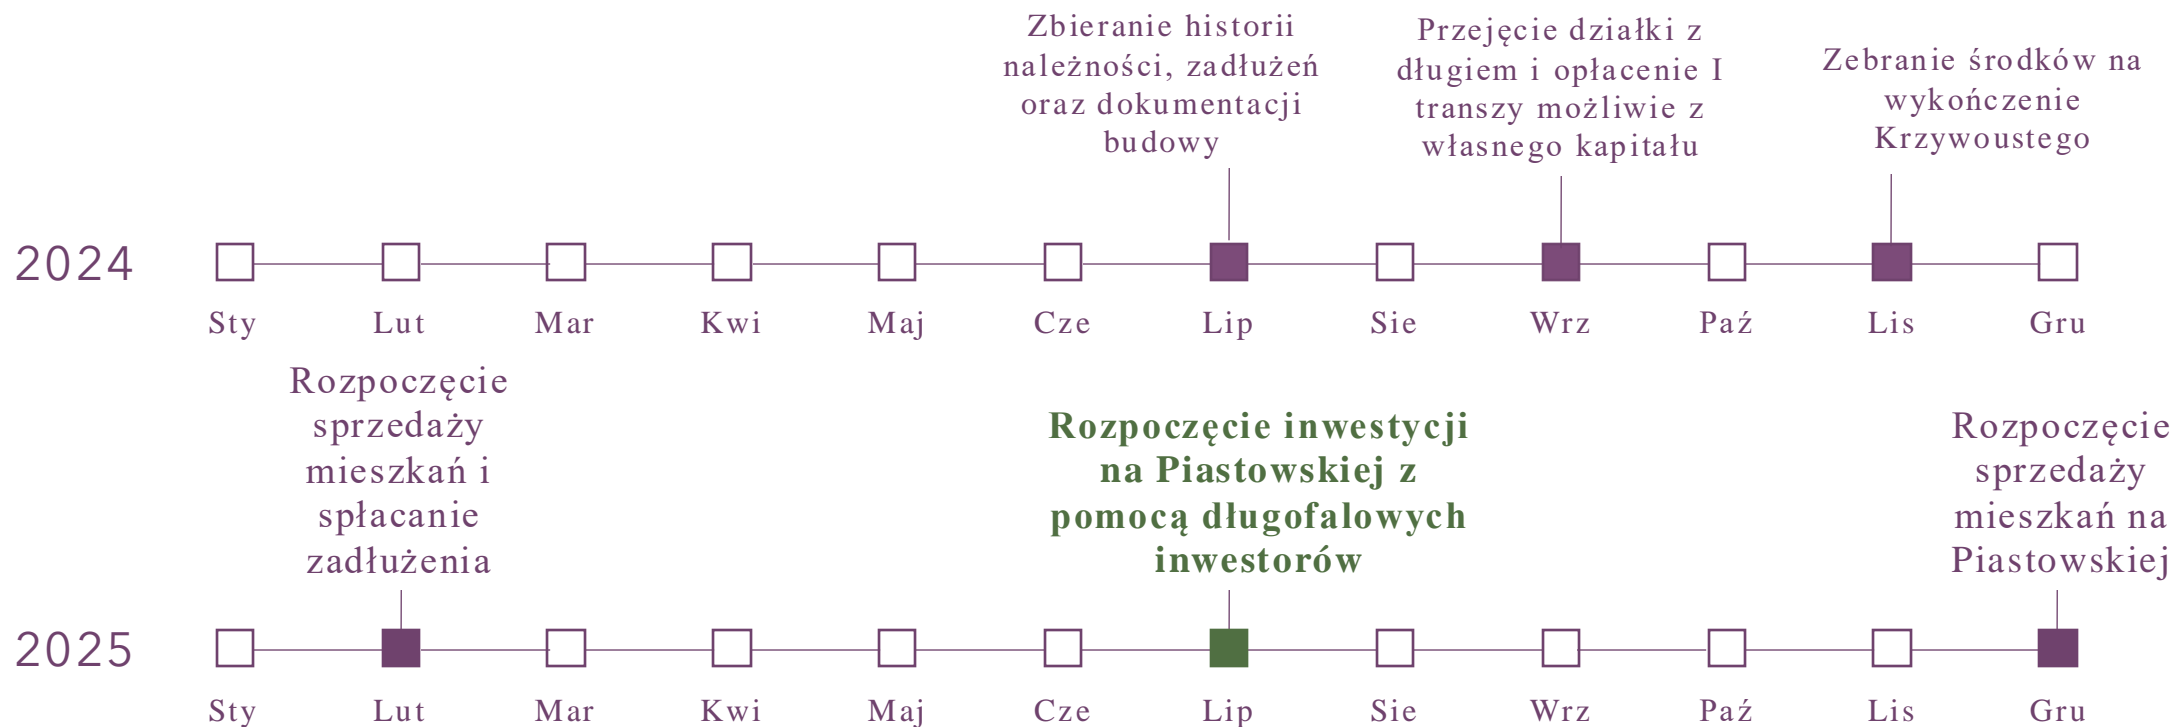 Zbieranie historii
należności, zadłużeń
oraz dokumentacji
budowy
Przejęcie działki z
długiem i opłacenie I
transzy możliwie z
własnego kapitału
Zebranie środków na
wykończenie
Krzywoustego
2024
Sty Lut Mar Kwi Maj Cze Lip Sie Wrz Paź Lis Gru
Rozpoczęcie
sprzedaży
mieszkań i
spłacanie
zadłużenia
Rozpoczęcie inwestycji
na Piastowskiej z
pomocą długofalowych
inwestorów
Rozpoczęcie
sprzedaży
mieszkań na
Piastowskiej
2025
Sty Lut Mar Kwi Maj Cze Lip Sie Wrz Paź Lis Gru